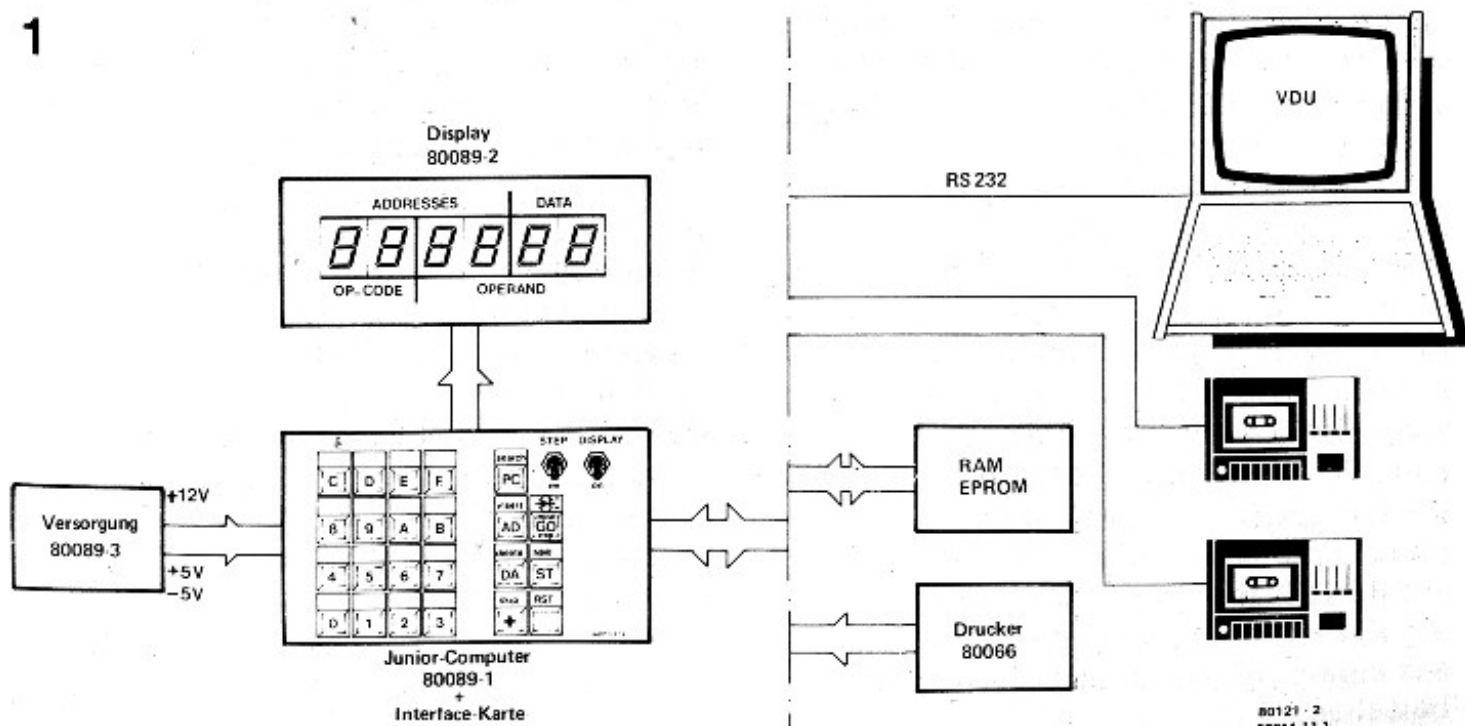 1
Display
80089-2
ADDRESSES DATA
OP-CODE OPERAND
VDU
RS 232
STEP DISPLAY
C D E F PC
8 9 A B AD GO
4 5 6 7 DA ST
RST
0 1 2 3 +
Versorgung
80089-3
+12V
+5V
-5V
Junior-Computer
80089-1
+
Interface-Karte
RAM
EPROM
Drucker
80066
80121 - 2